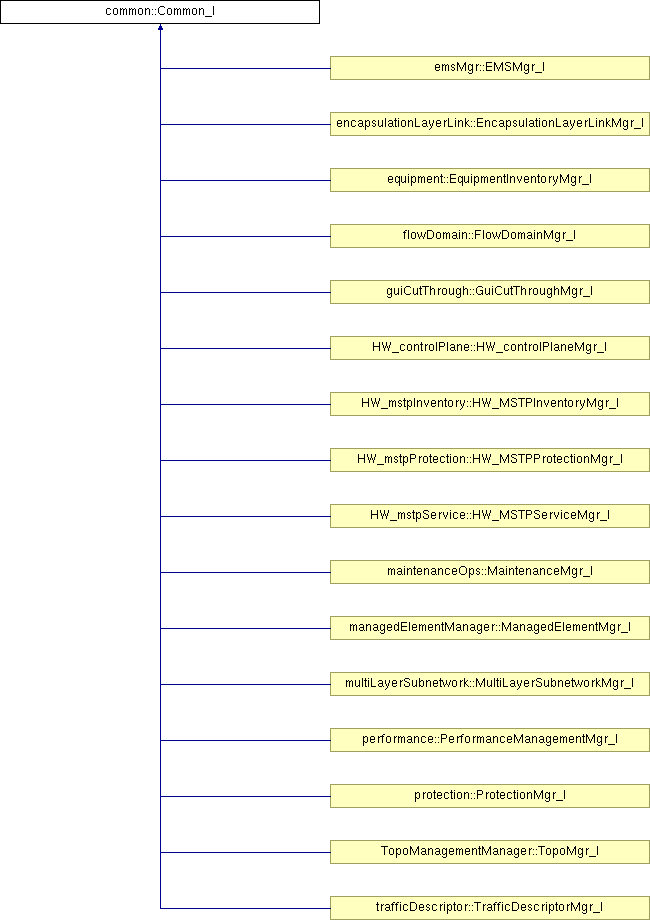 common::Common_I
emsMgr::EMSMgr_I
encapsulationLayerLink::EncapsulationLayerLinkMgr_I
equipment::EquipmentInventoryMgr_I
flowDomain::FlowDomainMgr_I
guiCutThrough::GuiCutThroughMgr_I
HW_controlPlane::HW_controlPlaneMgr_I
HW_mstpInventory::HW_MSTPInventoryMgr_I
HW_mstpProtection::HW_MSTPProtectionMgr_I
HW_mstpService::HW_MSTPServiceMgr_I
maintenanceOps::MaintenanceMgr_I
managedElementManager::ManagedElementMgr_I
multiLayerSubnetwork::MultiLayerSubnetworkMgr_I
performance::PerformanceManagementMgr_I
protection::ProtectionMgr_I
TopoManagementManager::TopoMgr_I
trafficDescriptor::TrafficDescriptorMgr_I